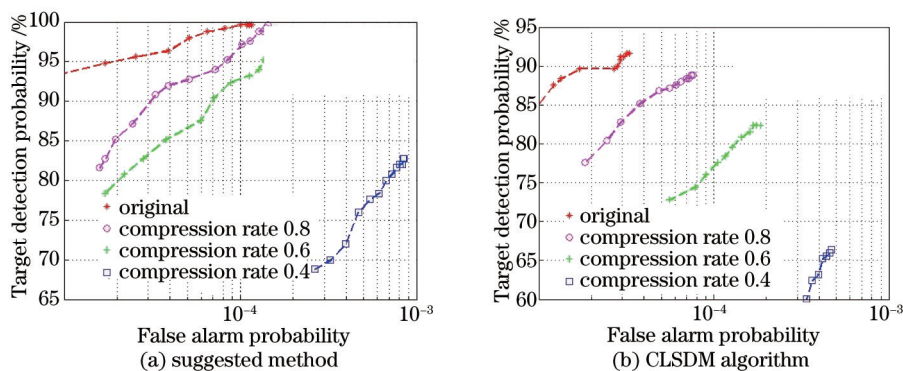 Target detection probability /%
100
95
90
85
80
75
70
65
original
compression rate 0.8
compression rate 0.6
compression rate 0.4
10⁻⁴
10⁻³
False alarm probability
(a) suggested method
Target detection probability /%
95
90
85
80
75
70
65
60
original
compression rate 0.8
compression rate 0.6
compression rate 0.4
10⁻⁴
10⁻³
False alarm probability
(b) CLSDM algorithm